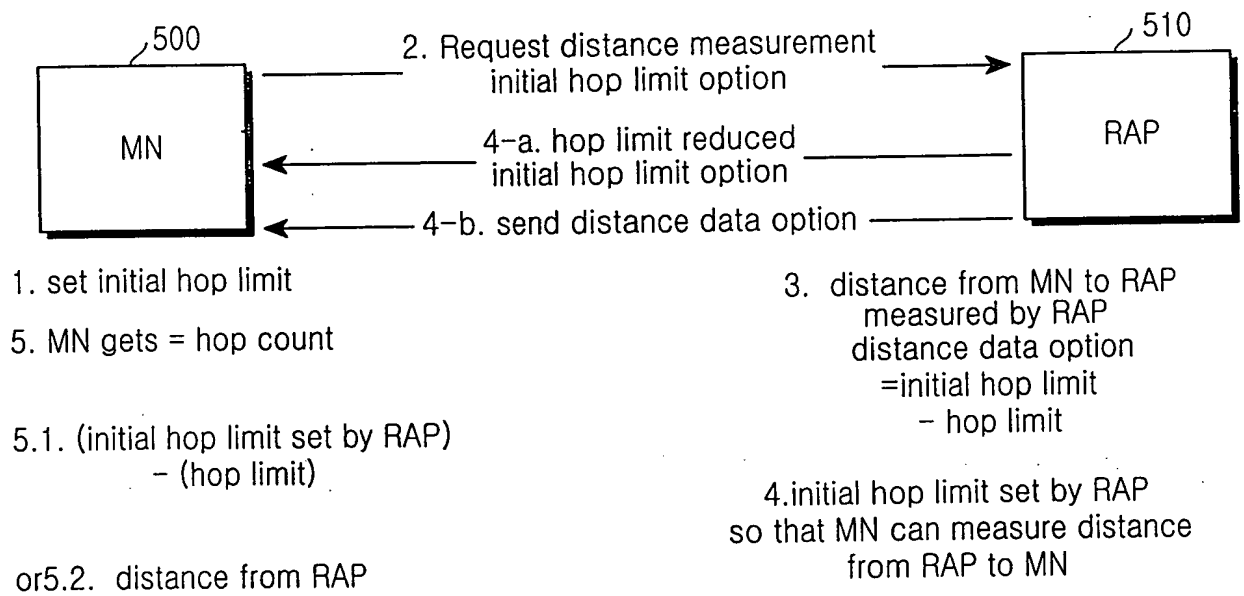 500
510
2. Request distance measurement
initial hop limit option
MN
RAP
4-a. hop limit reduced
initial hop limit option
4-b. send distance data option
1. set initial hop limit
5. MN gets = hop count
5.1. (initial hop limit set by RAP)
- (hop limit)
or5.2. distance from RAP
3. distance from MN to RAP
measured by RAP
distance data option
=initial hop limit
- hop limit
4.initial hop limit set by RAP
so that MN can measure distance
from RAP to MN